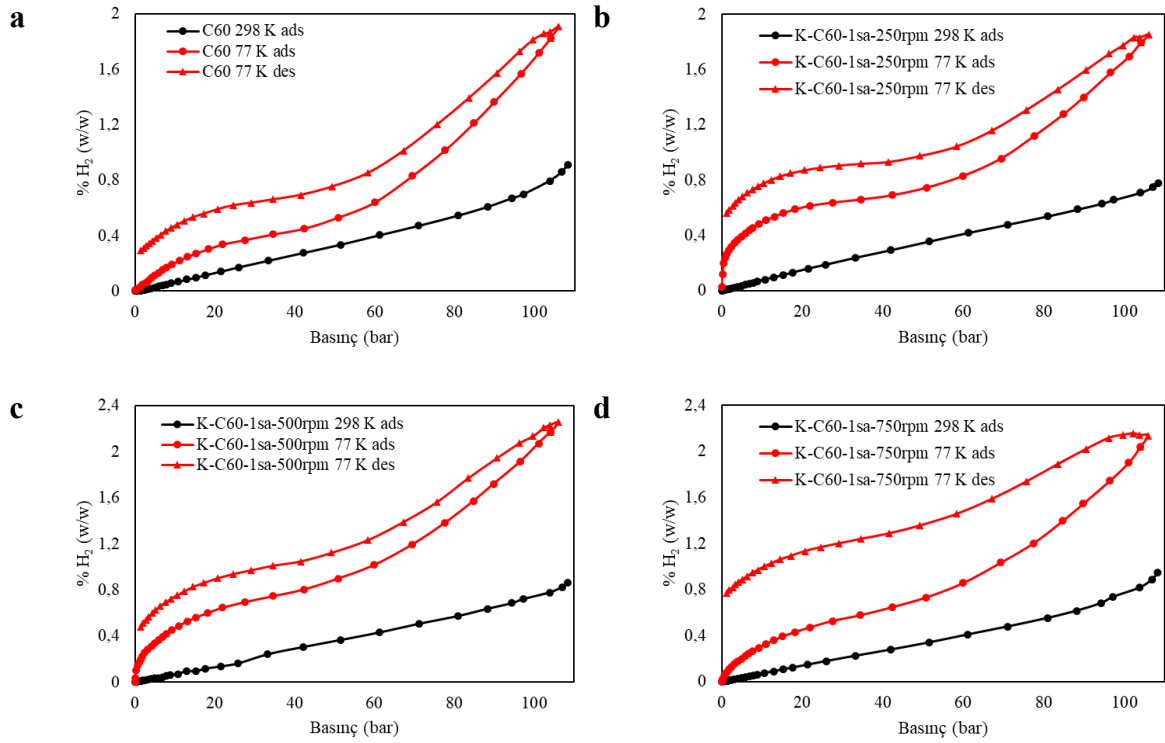 a
2
1,6
1,2
0,8
0,4
0
% H2 (w/w)
C60 298 K ads
C60 77 K ads
C60 77 K des
0 20 40 60 80 100
Basınç (bar)
b
2
1,6
1,2
0,8
0,4
0
% H2 (w/w)
K-C60-1sa-250rpm 298 K ads
K-C60-1sa-250rpm 77 K ads
K-C60-1sa-250rpm 77 K des
0 20 40 60 80 100
Basınç (bar)
c
2,4
2
1,6
1,2
0,8
0,4
0
% H2 (w/w)
K-C60-1sa-500rpm 298 K ads
K-C60-1sa-500rpm 77 K ads
K-C60-1sa-500rpm 77 K des
0 20 40 60 80 100
Basınç (bar)
d
2,4
2
1,6
1,2
0,8
0,4
0
% H2 (w/w)
K-C60-1sa-750rpm 298 K ads
K-C60-1sa-750rpm 77 K ads
K-C60-1sa-750rpm 77 K des
0 20 40 60 80 100
Basınç (bar)